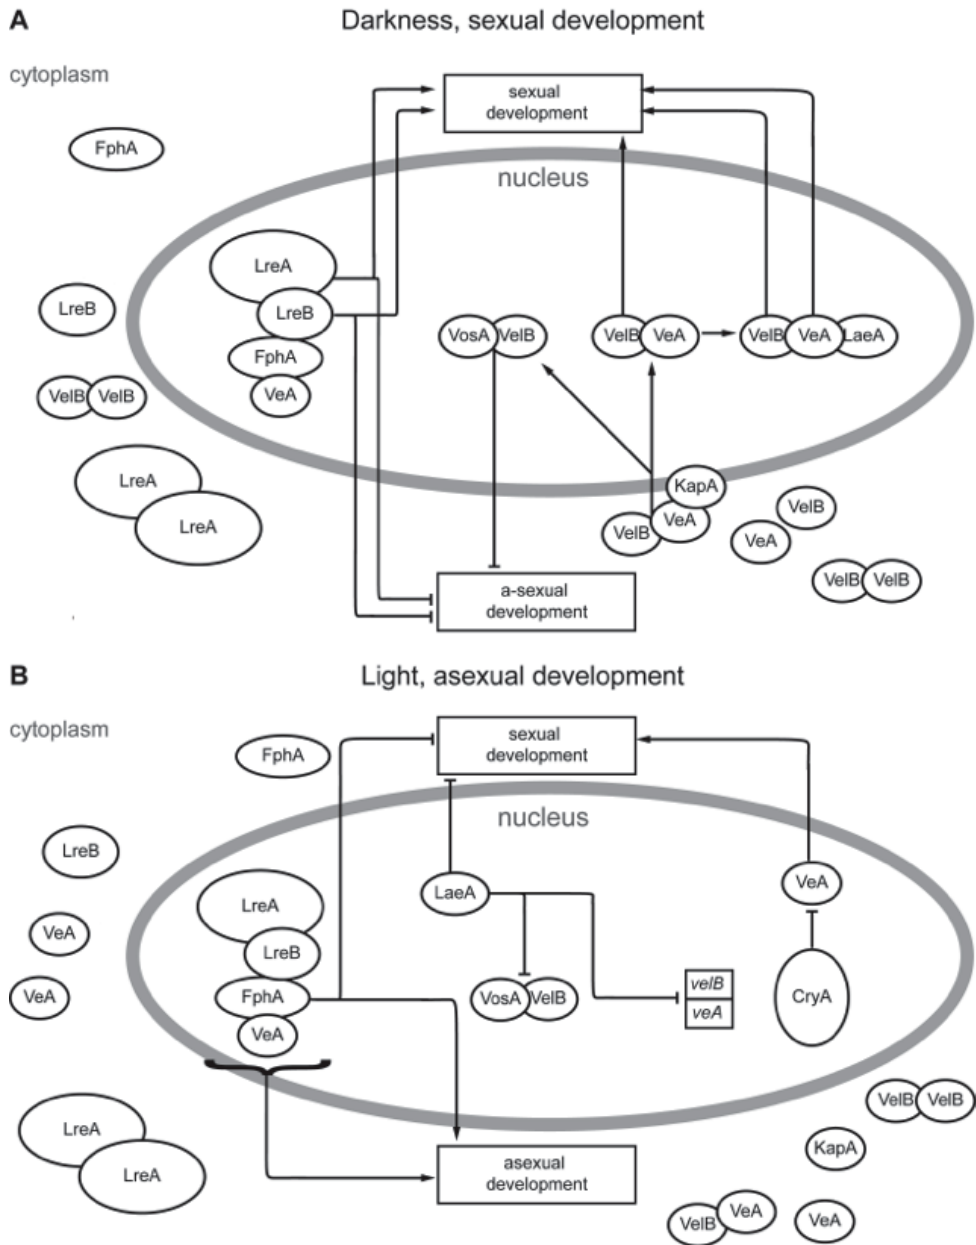 A
Darkness, sexual development
cytoplasm
sexual
development
FphA
nucleus
LreA
LreB
LreB
FphA
VeA
VosA
VelB
VelB
VeA
VelB
VeA
LaeA
VelB
VelB
LreA
LreA
KapA
VeA
VelB
VelB
VeA
VelB
VelB
a-sexual
development
B
Light, asexual development
cytoplasm
sexual
development
FphA
nucleus
LreB
VeA
LaeA
LreA
VeA
LreB
VeA
FphA
VeA
VosA
VelB
velB
veA
CryA
LreA
LreA
VelB
VelB
KapA
asexual
development
VelB
VeA
VeA